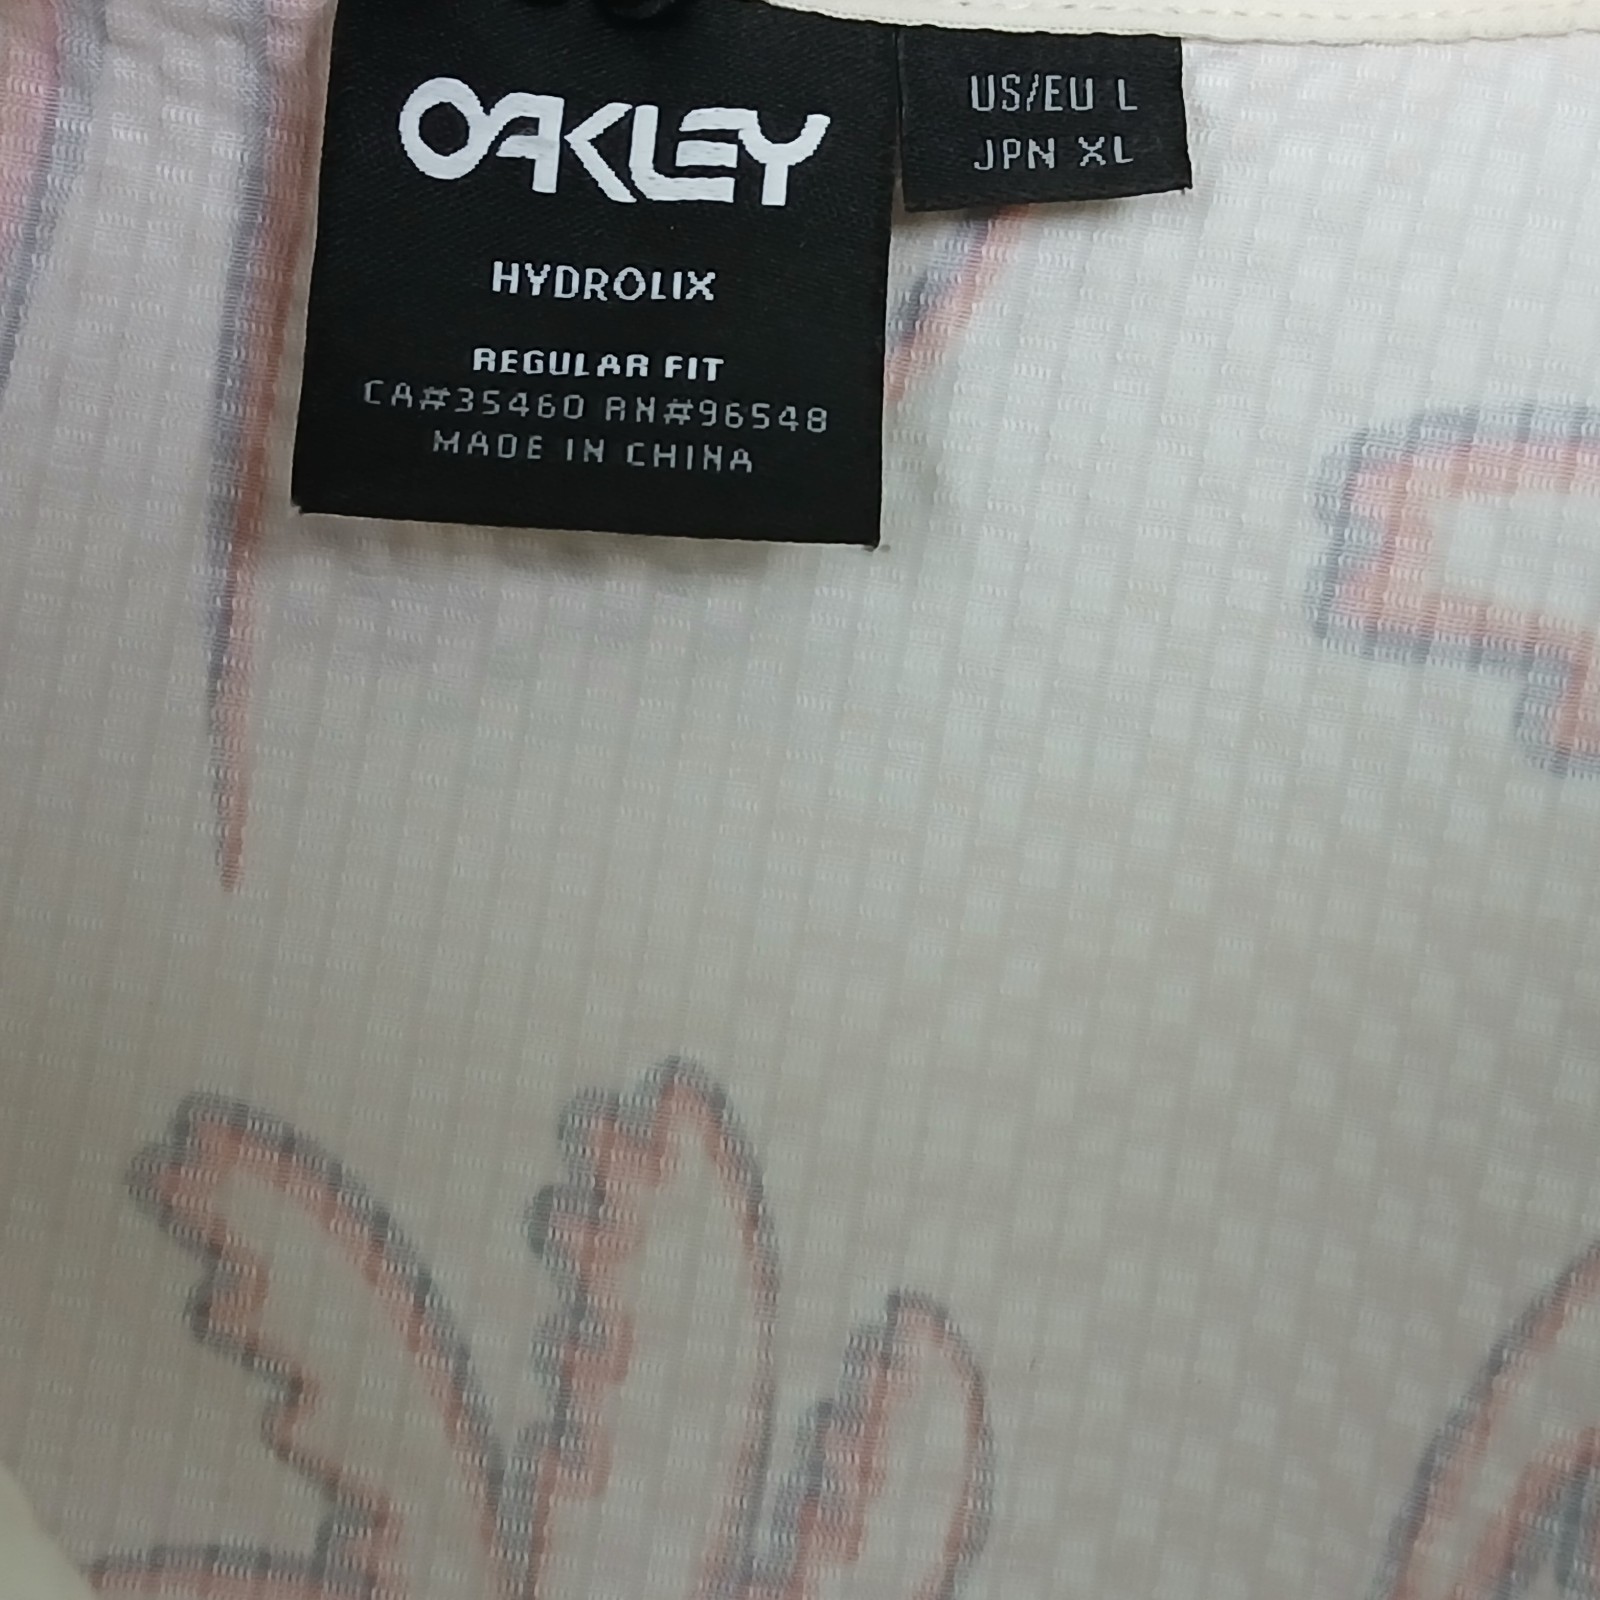 OAKLEY
HYDROLIX
REGULAR FIT
CA#35460 RN#96548
MADE IN CHINA
US/EU L
JPN XL